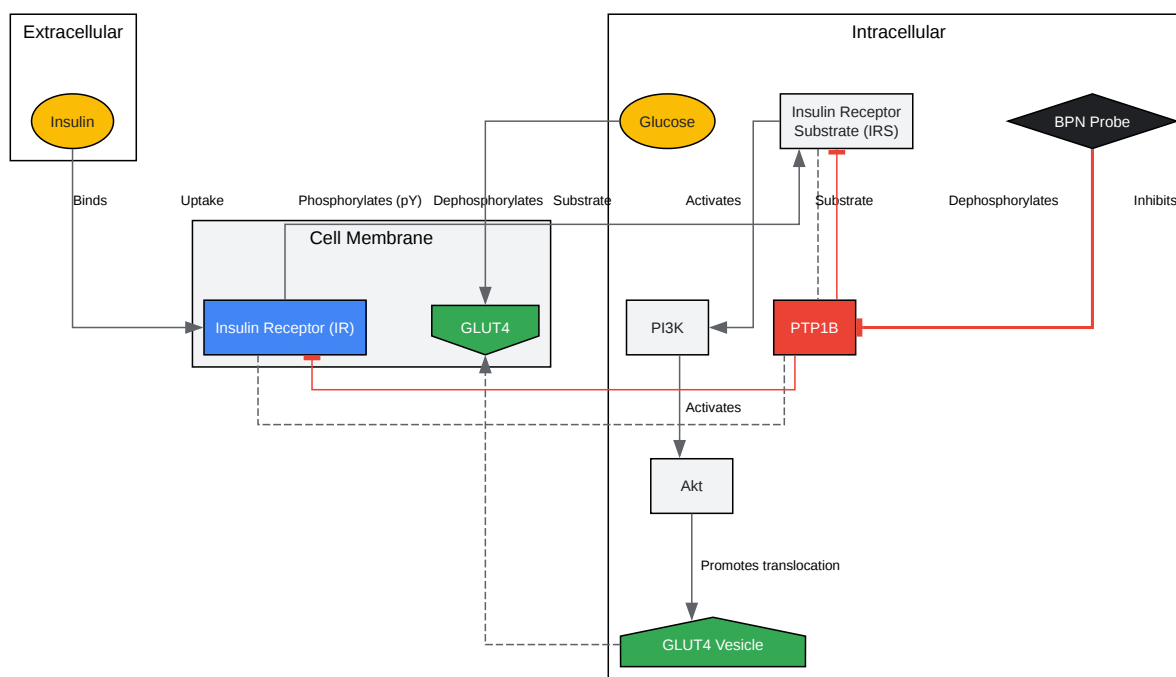 Extracellular
Intracellular
Insulin
Glucose
Insulin Receptor
Substrate (IRS)
BPN Probe
Binds
Uptake
Phosphorylates (pY)
Dephosphorylates
Substrate
Activates
Substrate
Dephosphorylates
Inhibits
Cell Membrane
Insulin Receptor (IR)
GLUT4
PI3K
PTP1B
Activates
Akt
Promotes translocation
GLUT4 Vesicle